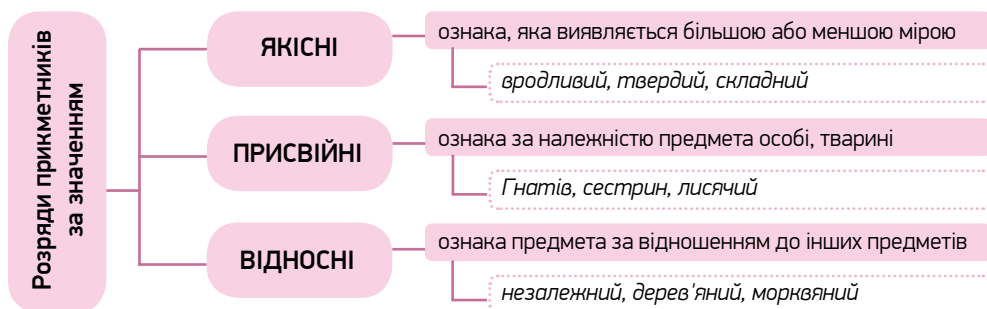 Розряди прикметників
за значенням
ЯКІСНІ
ознака, яка виявляється більшою або меншою мірою
вродливий, твердий, складний
ПРИСВІЙНІ
ознака за належністю предмета особі, тварині
Гнатів, сестрин, лисячий
ВІДНОСНІ
ознака предмета за відношенням до інших предметів
незалежний, дерев'яний, морквяний